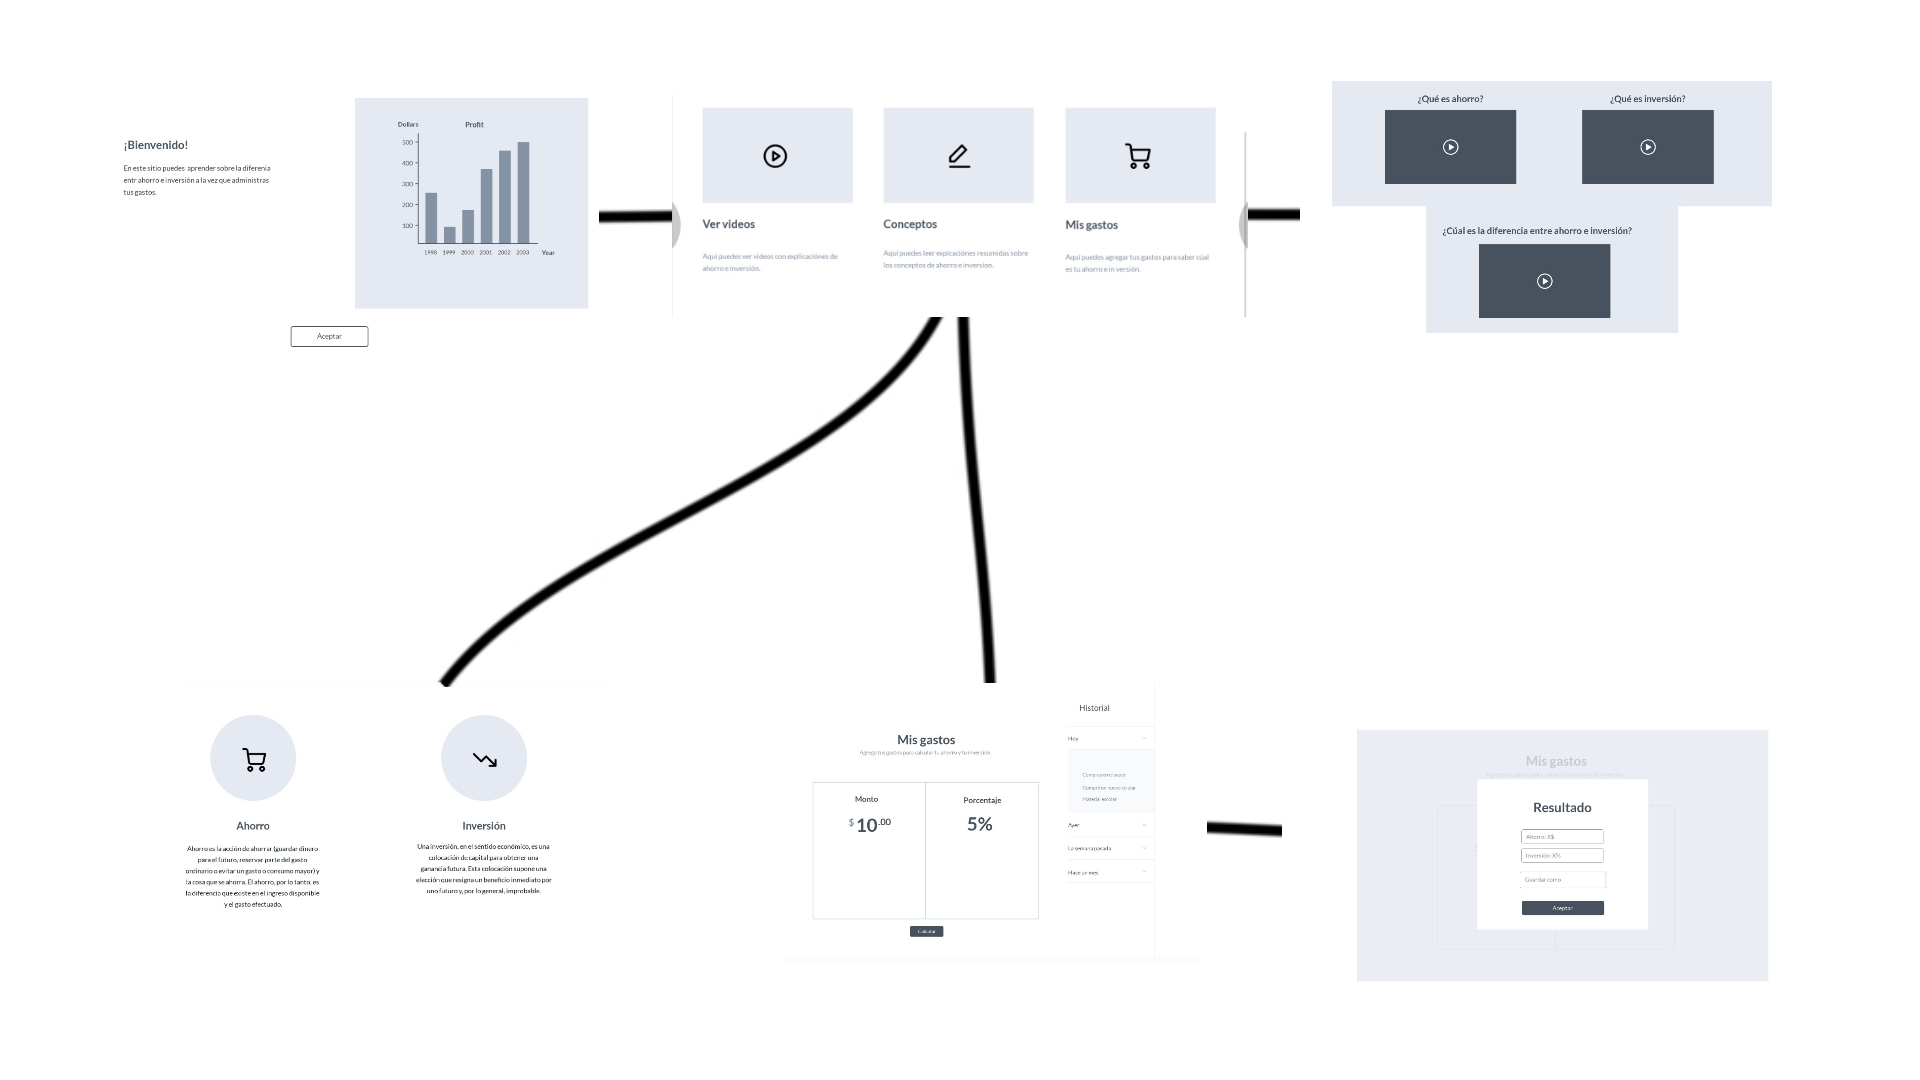 ¡Bienvenido!
En este sitio puedes aprender sobre la diferenia
entr ahorro e inversión a la vez que administras
tus gastos.
Dollars
Profit
500
400
300
200
100
1998 1999 2000 2001 2002 2003 Year
Aceptar
Ver videos
Aquí puedes ver videos con explicaciónes de
ahorro e inversión.
Conceptos
Aquí puedes leer expicaciónes resumidas sobre
los conceptos de ahorro e inversion.
Mis gastos
Aquí puedes agregar tus gastos para saber cúal
es tu ahorro e in versión.
¿Qué es ahorro?
¿Qué es inversión?
¿Cúal es la diferencia entre ahorro e inversión?
Ahorro
Ahorro es la acción de ahorrar (guardar dinero
para el futuro, reservar parte del gasto
ordinario o evitar un gasto o consumo mayor) y
la cosa que se ahorra. El ahorro, por lo tanto, es
la diferencia que existe en el ingreso disponible
y el gasto efectuado.
Inversión
Una inversión, en el sentido económico, es una
colocación de capital para obtener una
ganancia futura. Esta colocación supone una
elección que resigna un beneficio inmediato por
uno futuro y, por lo general, improbable.
Mis gastos
Agrega tus gastos para calcular tu ahorro y tu inversión.
Monto
$ 10 .00
Porcentaje
5%
Calcular
Historial
Hoy
Compras en el super
Compré un nuevo celular
Material escolar
Ayer
La semana pasada
Hace un mes
Mis gastos
Resultado
Ahorro: X$
Inversión: X%
Guardar como
Aceptar